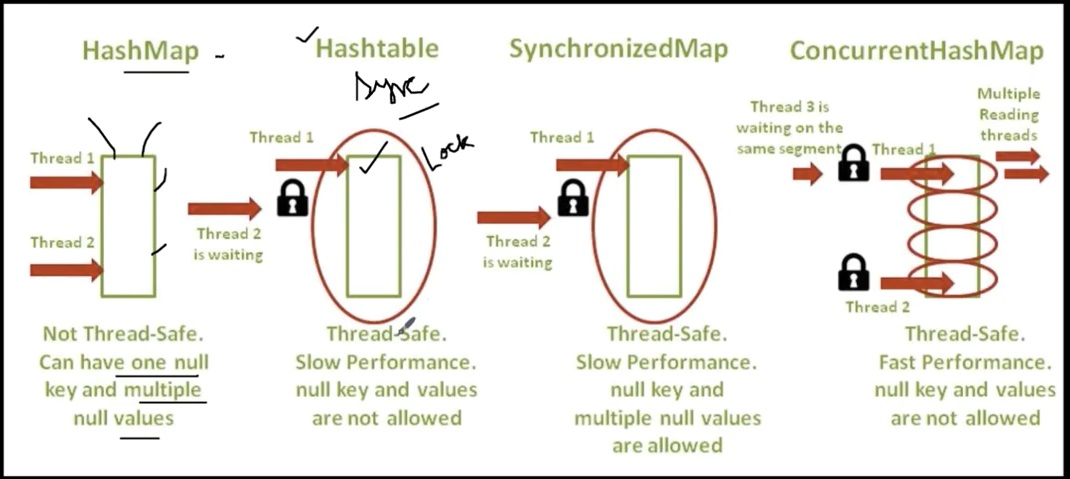 HashMap -
Hashtable
SynchronizedMap
ConcurrentHashMap
Sync
Lock
Thread 1
Thread 2
Not Thread-Safe.
Can have one null
key and multiple
null values
Thread 1
Thread 2
is waiting
Thread-Safe.
Slow Performance.
null key and values
are not allowed
Thread 1
Thread 2
is waiting
Thread-Safe.
Slow Performance.
null key and
multiple null values
are allowed
Thread 3 is
waiting on the
same segment
Thread 1
Multiple
Reading
threads
Thread 2
Thread-Safe.
Fast Performance.
null key and values
are not allowed